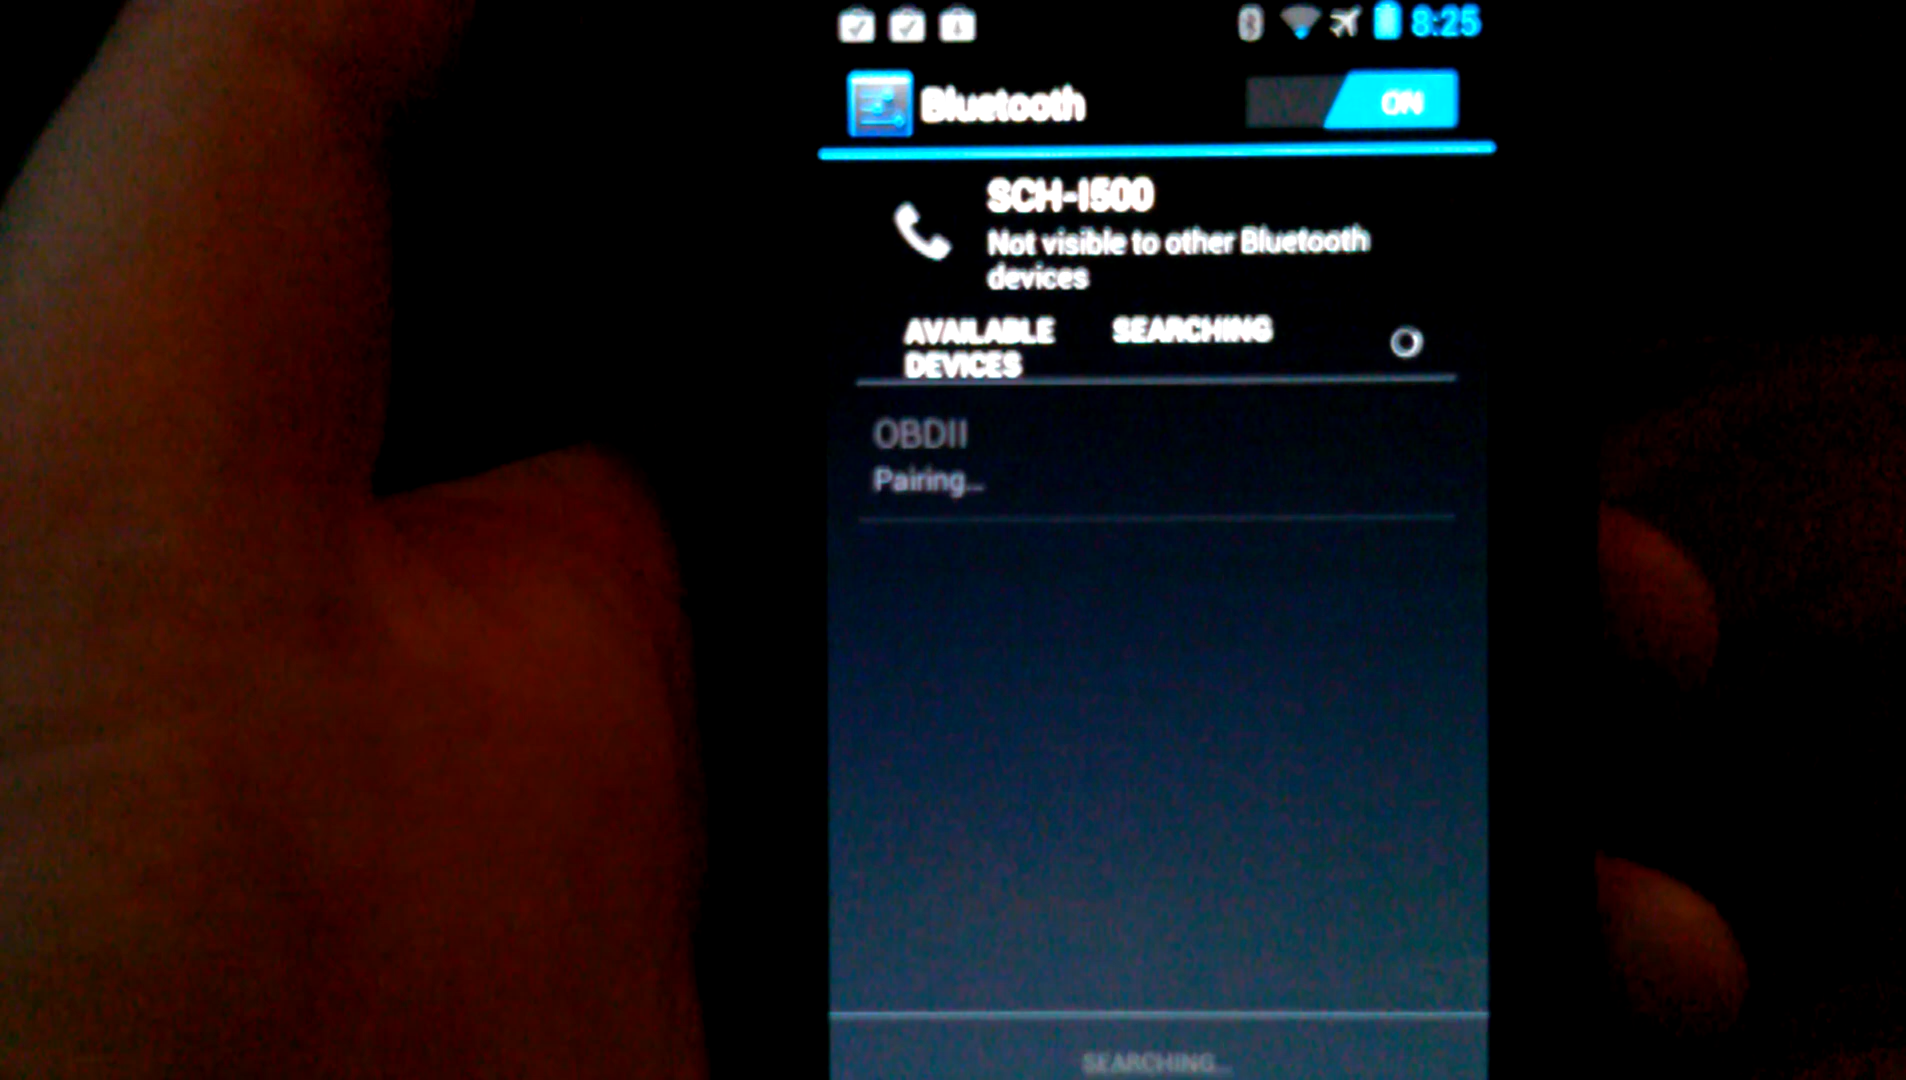 8:25
Bluetooth ON
SCH-I500
Not visible to other Bluetooth
devices
AVAILABLE SEARCHING
DEVICES
OBDII
Pairing...
SEARCHING...